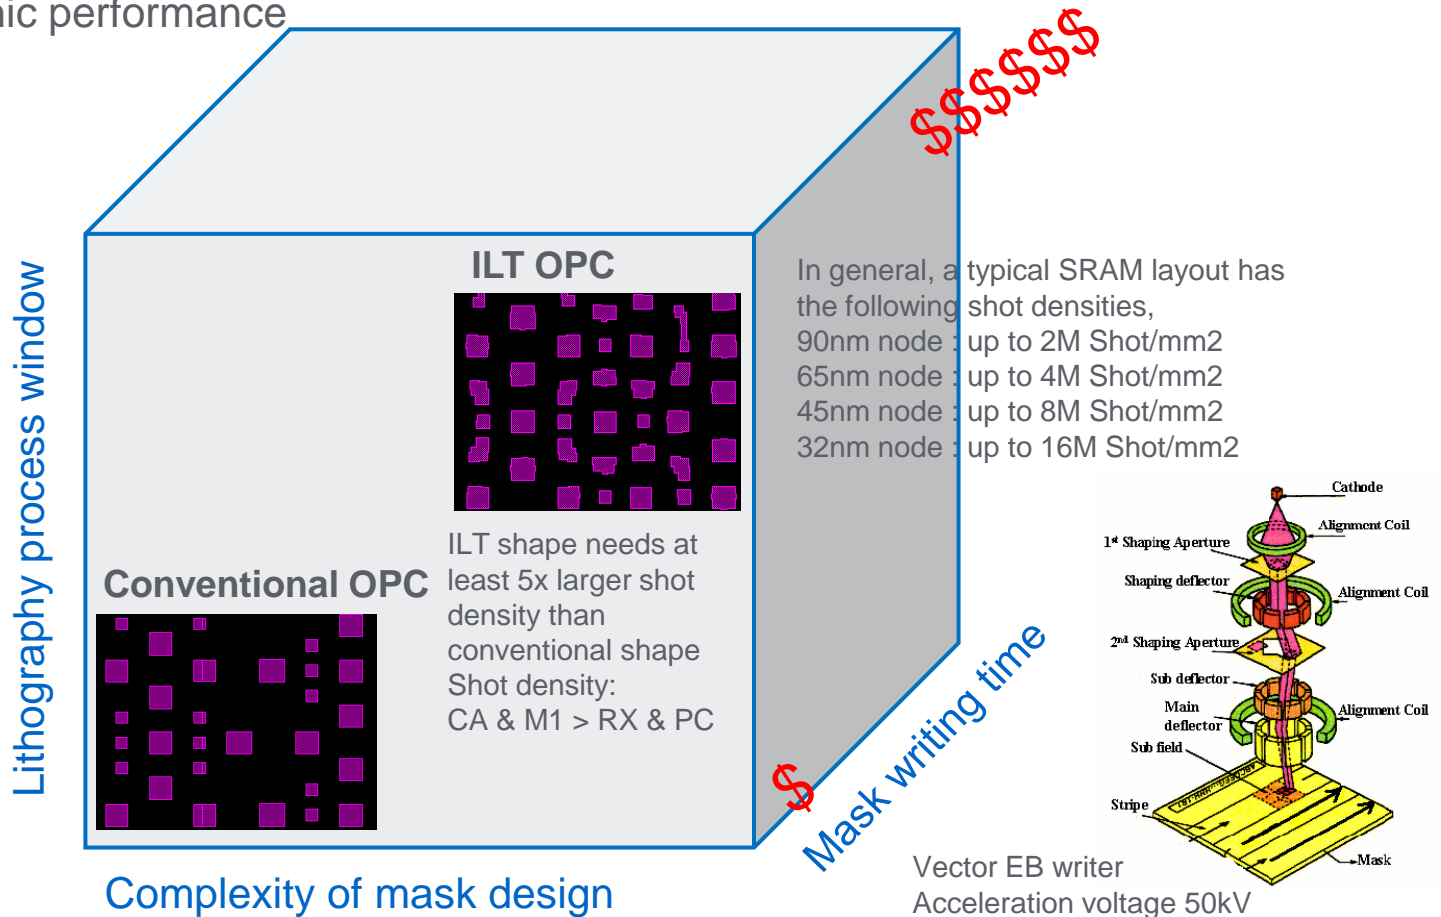 nic performance
$$$$$$
Lithography process window
ILT OPC
In general, a typical SRAM layout has
the following shot densities,
90nm node : up to 2M Shot/mm2
65nm node : up to 4M Shot/mm2
45nm node : up to 8M Shot/mm2
32nm node : up to 16M Shot/mm2
Conventional OPC
ILT shape needs at
least 5x larger shot
density than
conventional shape
Shot density:
CA & M1 > RX & PC
$
Mask writing time
Complexity of mask design
Cathode
Alignment Coil
1st Shaping Aperture
Shaping deflector
Alignment Coil
2nd Shaping Aperture
Sub deflector
Main
deflector
Alignment Coil
Sub field
Stripe
Mask
Vector EB writer
Acceleration voltage 50kV